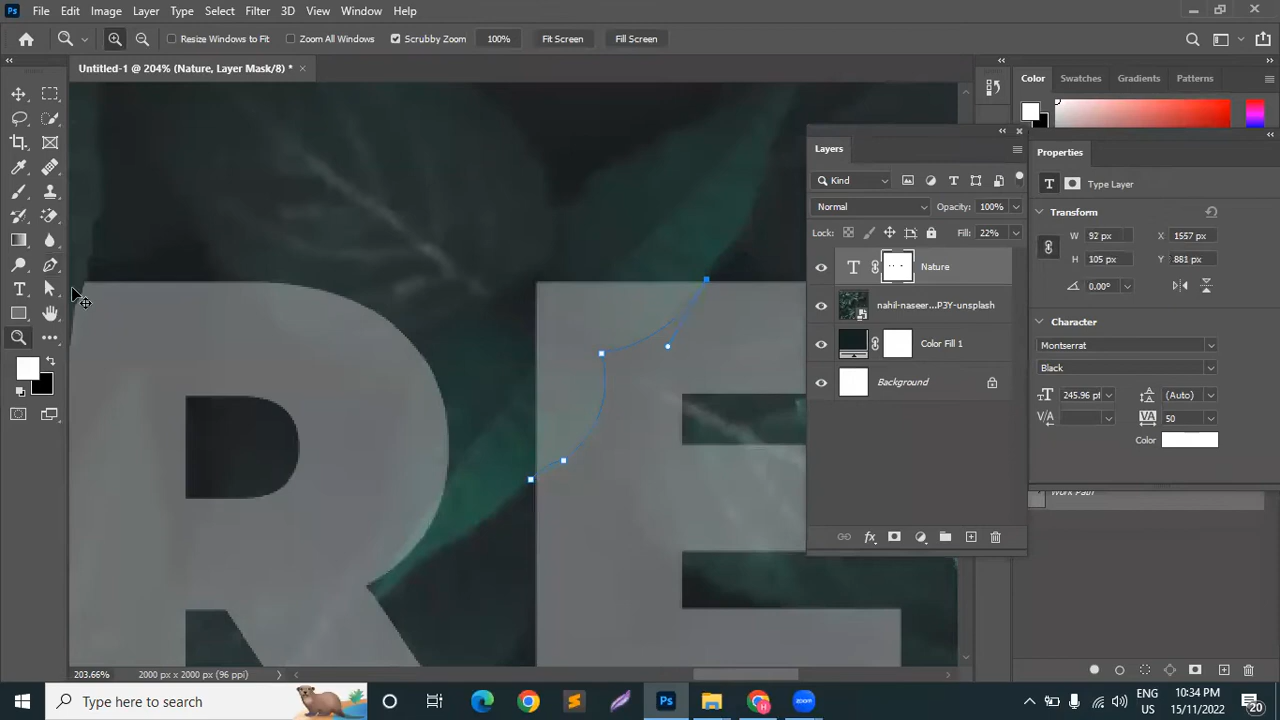 Ps File Edit Image Layer Type Select Filter 3D View Window Help
Resize Windows to Fit Zoom All Windows Scrubby Zoom 100% Fit Screen Fill Screen
Untitled-1 @ 204% (Nature, Layer Mask/8) * ×
Color Swatches Gradients Patterns
Layers
Properties
Kind
Type Layer
Normal Opacity: 100%
Transform
Lock: Fill: 22%
W 92 px X 1557 px
H 105 px Y 881 px
Nature
0.00°
nahil-naseer...P3Y-unsplash
Character
Color Fill 1
Montserrat
Black
Background
245.96 pt (Auto)
V/A VA 50
Color
RE
Work Path
203.66% 2000 px x 2000 px (96 ppi)
Type here to search
Ps
ENG 10:34 PM
US 15/11/2022 20